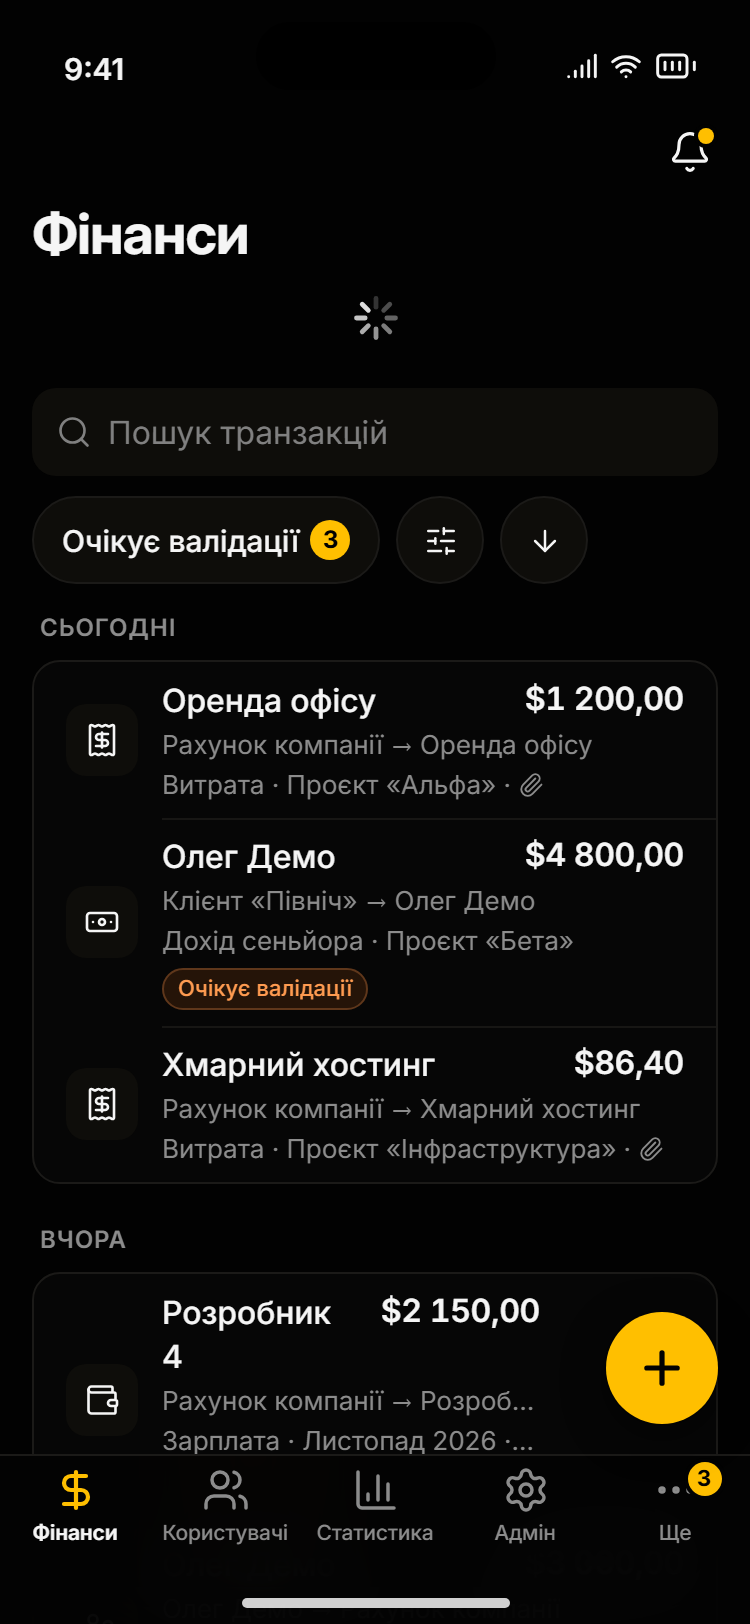 9:41
Фінанси
Пошук транзакцій
Очікує валідації 3
СЬОГОДНІ
Оренда офісу $1 200,00
Рахунок компанії → Оренда офісу
Витрата · Проєкт «Альфа» ·
Олег Демо $4 800,00
Клієнт «Північ» → Олег Демо
Дохід сеньйора · Проєкт «Бета»
Очікує валідації
Хмарний хостинг $86,40
Рахунок компанії → Хмарний хостинг
Витрата · Проєкт «Інфраструктура» ·
ВЧОРА
Розробник $2 150,00
4
Рахунок компанії → Розроб...
Зарплата · Листопад 2026 ·...
3
Фінанси Користувачі Статистика Адмін Ще